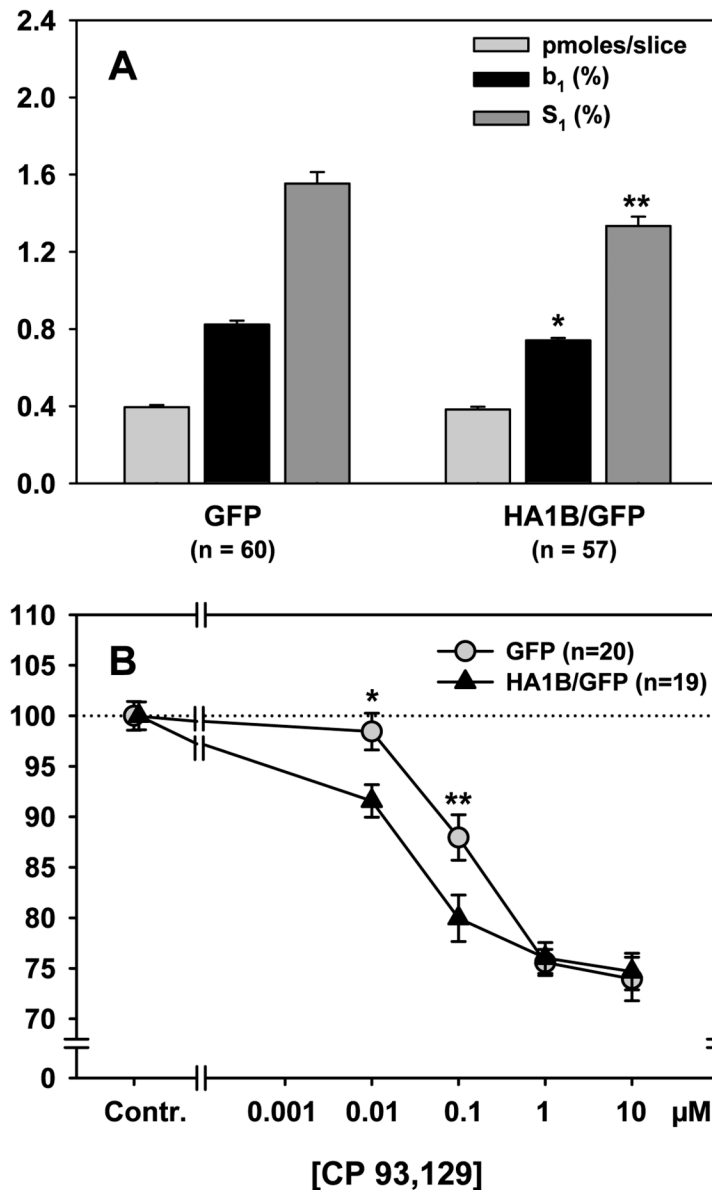 2.4
A
pmoles/slice
b1 (%)
S1 (%)
2.0
1.6
**
1.2
*
0.8
0.4
0.0
GFP
HA1B/GFP
(n = 60)
(n = 57)
110
B
GFP (n=20)
HA1B/GFP (n=19)
105
*
100
95
**
90
85
80
75
70
0
Contr. 0.001 0.01 0.1 1 10 µM
[CP 93,129]